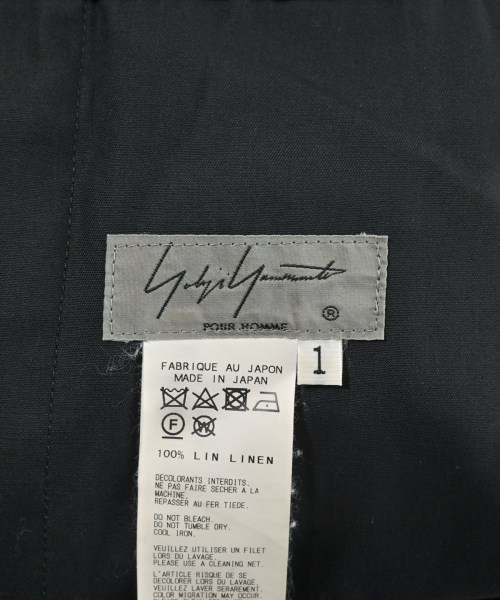 Yohji Yamamoto
®
POUR HOMME
1
FABRIQUE AU JAPON
MADE IN JAPAN
F
W
100% LIN LINEN
DECOLORANTS INTERDITS.
NE PAS FAIRE SECHER A LA
MACHINE.
REPASSER AU FER TIEDE.
DO NOT BLEACH.
DO NOT TUMBLE DRY.
COOL IRON.
VEUILLEZ UTILISER UN FILET
LORS DU LAVAGE.
PLEASE USE A CLEANING NET.
L'ARTICLE RISQUE DE SE
DECOLORER LORS DU LAVAGE.
VEUILLEZ LAVER SEPAREMENT.
COLOR MIGRATION MAY OCCUR